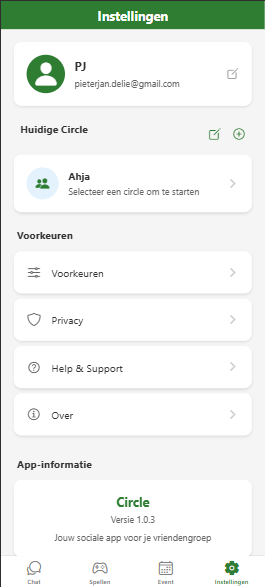 Instellingen
PJ
pieterjan.delie@gmail.com
Huidige Circle
Ahja
Selecteer een circle om te starten
Voorkeuren
Voorkeuren
Privacy
Help & Support
Over
App-informatie
Circle
Versie 1.0.3
Jouw sociale app voor je vriendengroep
Chat
Spellen
Event
Instellingen